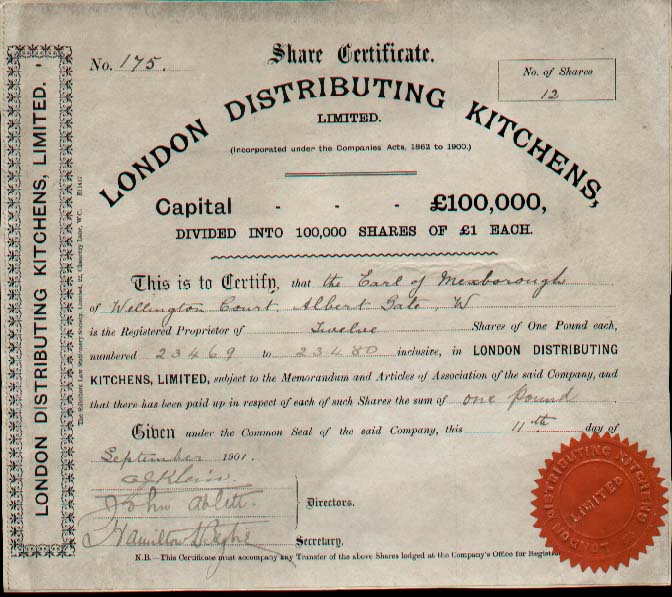 No. 175.
Share Certificate.
No. of Shares
12
LONDON DISTRIBUTING KITCHENS,
LIMITED.
(Incorporated under the Companies Acts, 1862 to 1900.)
Capital - - - £100,000,
DIVIDED INTO 100,000 SHARES OF £1 EACH.
This is to Certify, that the Earl of Mexborough
of Wellington Court, Albert Gate, W
is the Registered Proprietor of Twelve Shares of One Pound each,
numbered 23469 to 23480 inclusive, in LONDON DISTRIBUTING
KITCHENS, LIMITED, subject to the Memorandum and Articles of Association of the said Company, and
that there has been paid up in respect of each of such Shares the sum of one Pound
Given under the Common Seal of the said Company, this 11th day of
September 1901.
John Ablett
Directors.
Hamilton
Secretary.
N.B.—This Certificate must accompany any Transfer of the above Shares lodged at the Company's Office for
LONDON DISTRIBUTING KITCHENS, LIMITED.
LONDON DISTRIBUTING KITCHENS
LIMITED